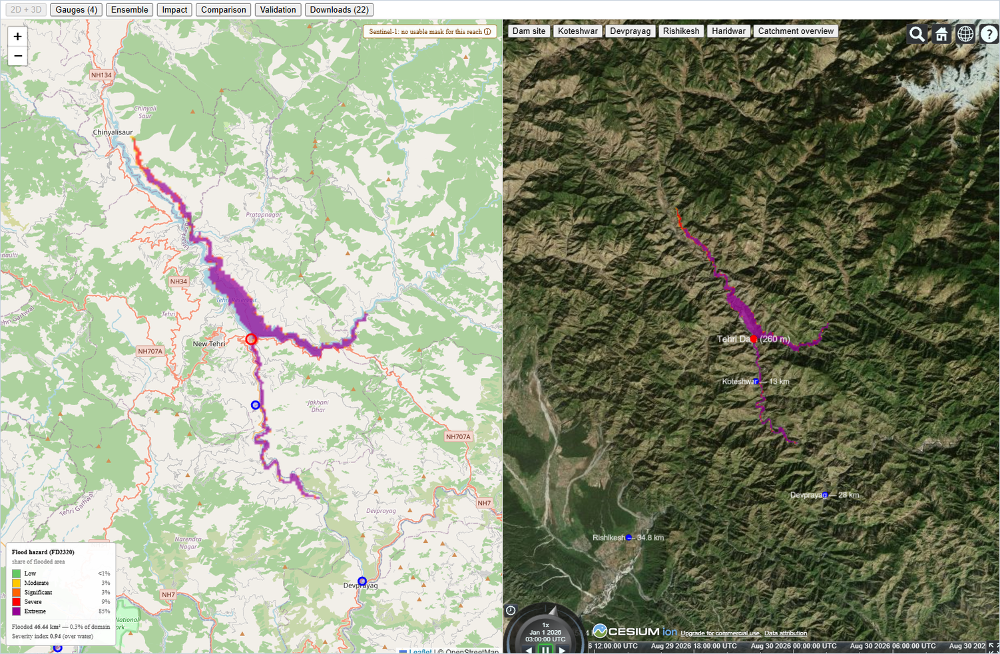 2D + 3D
Gauges (4)
Ensemble
Impact
Comparison
Validation
Downloads (22)
+
−
Sentinel-1: no usable mask for this reach ⓘ
NH134
Chinyali
Saur
Chinyalisaur
Pratapnagar
NH34
Tehri Reservoir
Tehri
Tehri Garhwal
NH707A
New Tehri
Jakhani
Dhar
NH707A
NH7
Tehri Garhwal
Devprayag
Narendra
Nagar
NH7
Devprayag
National
Flood hazard (FD2320)
share of flooded area
Low <1%
Moderate 3%
Significant 3%
Severe 9%
Extreme 85%
Flooded 46.44 km² — 0.3% of domain
Severity index 0.94 (over water)
Leaflet | © OpenStreetMap
Dam site
Koteshwar
Devprayag
Rishikesh
Haridwar
Catchment overview
?
Tehri Dam (260 m)
Koteshwar — 13 km
Devprayag — 28 km
Rishikesh — 34.8 km
1x
Jan 1 2026
03:00:00 UTC
CESIUM ion
Upgrade for commercial use.
Data attribution
6 12:00:00 UTC
Aug 29 2026 18:00:00 UTC
Aug 30 2026 00:00:00 UTC
Aug 30 2026 06:00:00 UTC
Aug 30 202